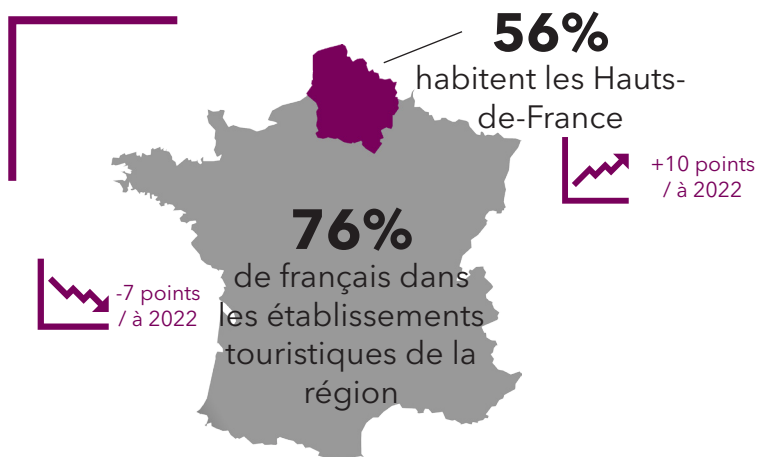 56%
habitent les Hauts-
de-France
+10 points
/ à 2022
76%
de français dans
les établissements
touristiques de la
région
-7 points
/ à 2022